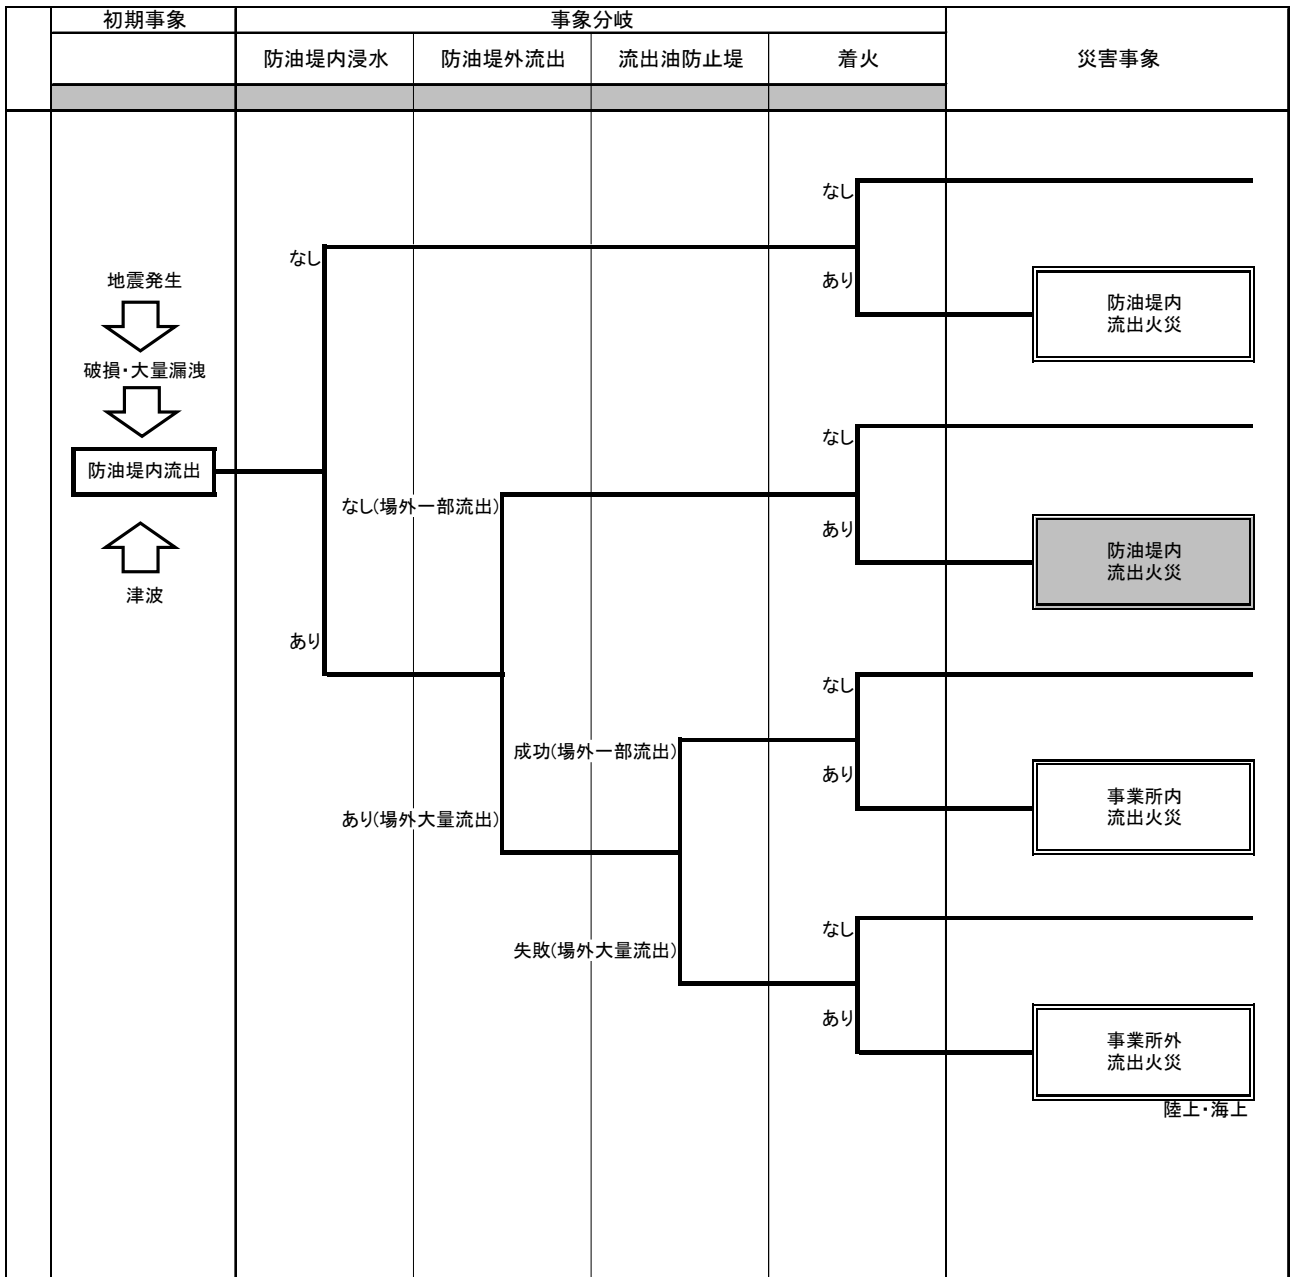 初期事象
事象分岐
防油堤内浸水
防油堤外流出
流出油防止堤
着火
災害事象
なし
なし
地震発生
あり
防油堤内
流出火災
破損・大量漏洩
なし
防油堤内流出
なし(場外一部流出)
あり
防油堤内
流出火災
津波
あり
なし
成功(場外一部流出)
あり
事業所内
流出火災
あり(場外大量流出)
なし
失敗(場外大量流出)
あり
事業所外
流出火災
陸上・海上